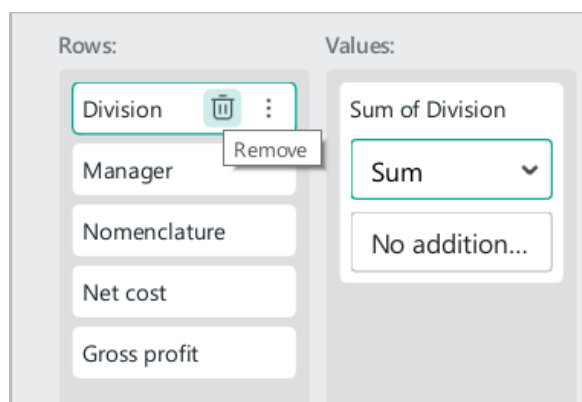 Rows:
Values:
Division
Remove
Manager
Nomenclature
Net cost
Gross profit
Sum of Division
Sum
No addition...